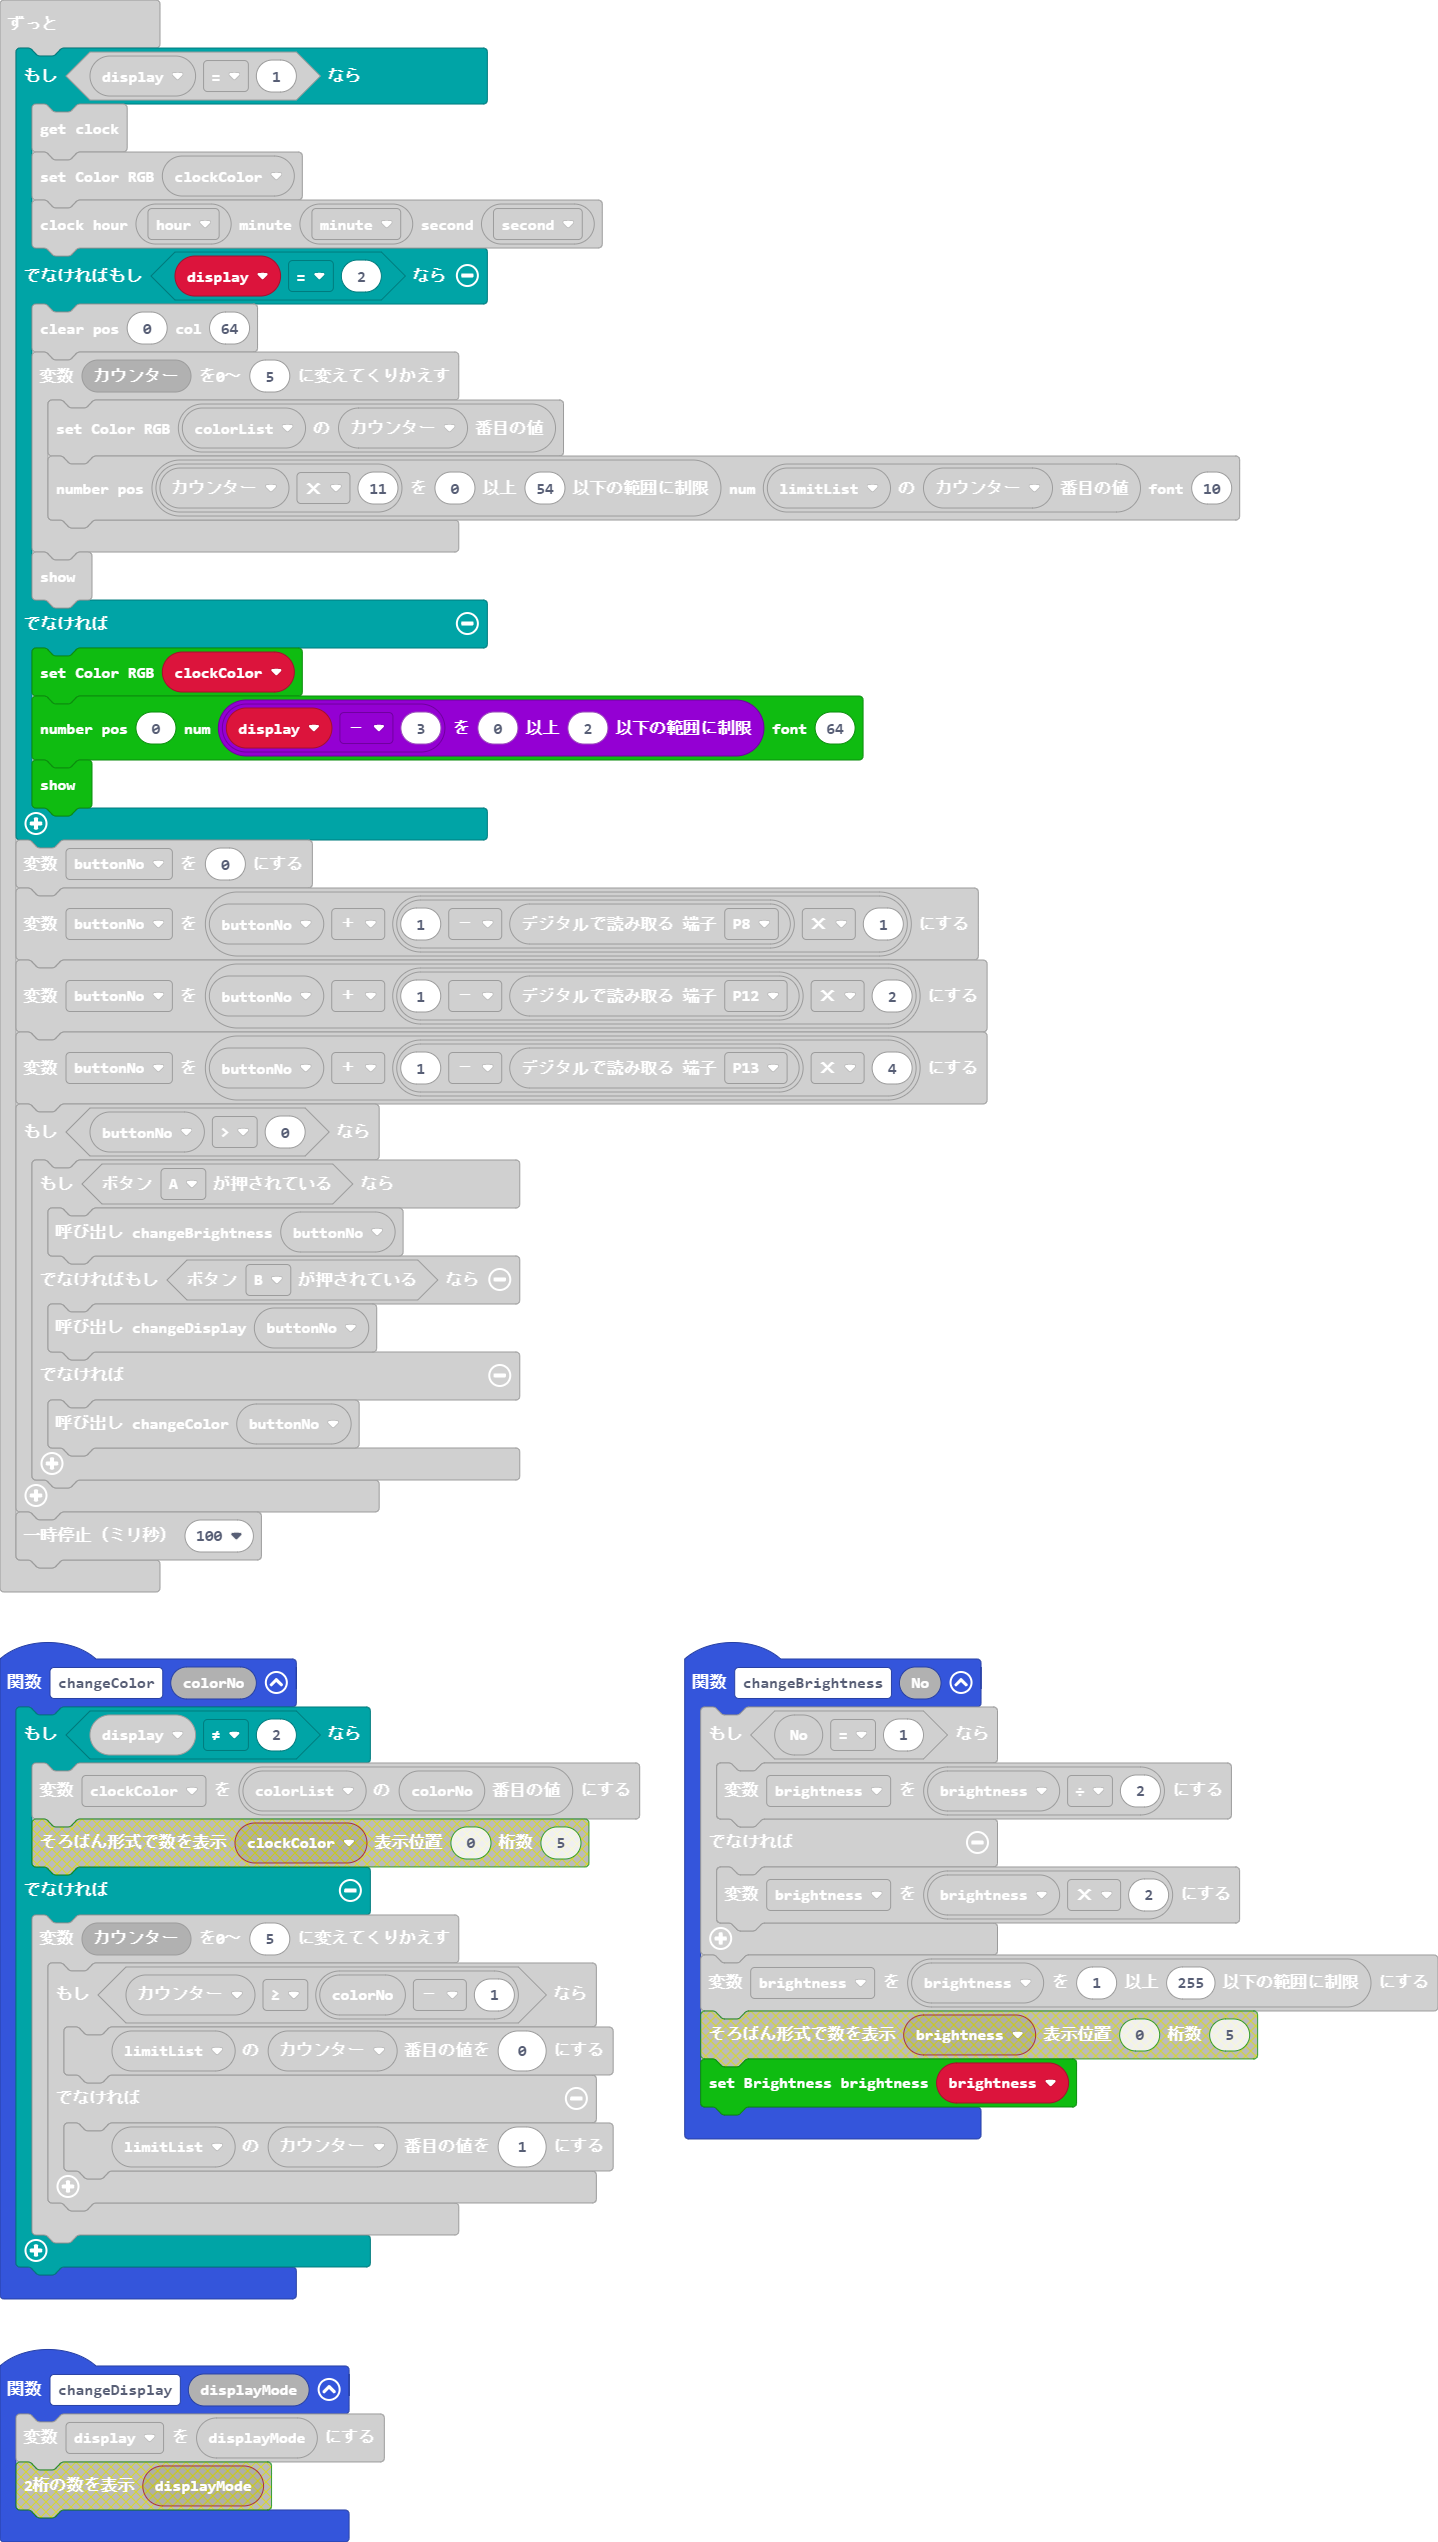 ずっと
もし display = 1 なら
get clock
set Color RGB clockColor
clock hour hour minute minute second second
でなければもし display = 2 なら
clear pos 0 col 64
変数 カウンター を0～ 5 に変えてくりかえす
set Color RGB colorList の カウンター 番目の値
number pos カウンター × 11 を 0 以上 54 以下の範囲に制限 num limitList の カウンター 番目の値 font 10
show
でなければ
set Color RGB clockColor
number pos 0 num display - 3 を 0 以上 2 以下の範囲に制限 font 64
show
変数 buttonNo を 0 にする
変数 buttonNo を buttonNo + 1 - デジタルで読み取る 端子 P8 × 1 にする
変数 buttonNo を buttonNo + 1 - デジタルで読み取る 端子 P12 × 2 にする
変数 buttonNo を buttonNo + 1 - デジタルで読み取る 端子 P13 × 4 にする
もし buttonNo > 0 なら
もし ボタン A が押されている なら
呼び出し changeBrightness buttonNo
でなければもし ボタン B が押されている なら
呼び出し changeDisplay buttonNo
でなければ
呼び出し changeColor buttonNo
一時停止（ミリ秒） 100
関数 changeColor colorNo
もし display ≠ 2 なら
変数 clockColor を colorList の colorNo 番目の値 にする
そろばん形式で数を表示 clockColor 表示位置 0 桁数 5
でなければ
変数 カウンター を0～ 5 に変えてくりかえす
もし カウンター ≥ colorNo - 1 なら
limitList の カウンター 番目の値を 0 にする
でなければ
limitList の カウンター 番目の値を 1 にする
関数 changeBrightness No
もし No = 1 なら
変数 brightness を brightness ÷ 2 にする
でなければ
変数 brightness を brightness × 2 にする
変数 brightness を brightness を 1 以上 255 以下の範囲に制限 にする
そろばん形式で数を表示 brightness 表示位置 0 桁数 5
set Brightness brightness brightness
関数 changeDisplay displayMode
変数 display を displayMode にする
2桁の数を表示 displayMode